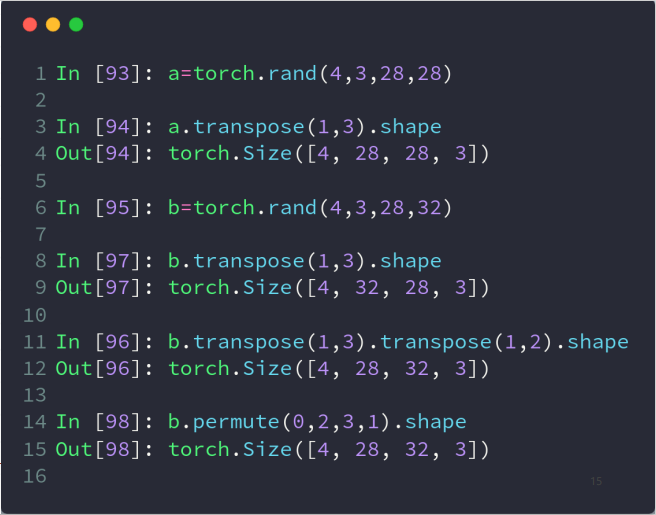 1 In [93]: a=torch.rand(4,3,28,28)
2
3 In [94]: a.transpose(1,3).shape
4 Out[94]: torch.Size([4, 28, 28, 3])
5
6 In [95]: b=torch.rand(4,3,28,32)
7
8 In [97]: b.transpose(1,3).shape
9 Out[97]: torch.Size([4, 32, 28, 3])
10
11 In [96]: b.transpose(1,3).transpose(1,2).shape
12 Out[96]: torch.Size([4, 28, 32, 3])
13
14 In [98]: b.permute(0,2,3,1).shape
15 Out[98]: torch.Size([4, 28, 32, 3])
16
15